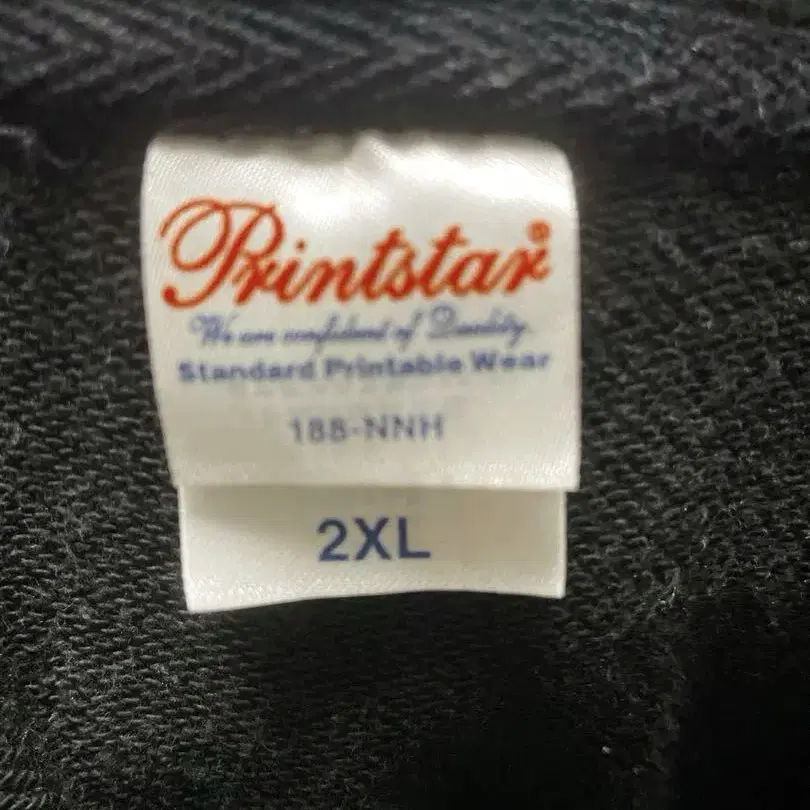 Printstar®
We are confident of Quality.
Standard Printable Wear
188-NNH
2XL